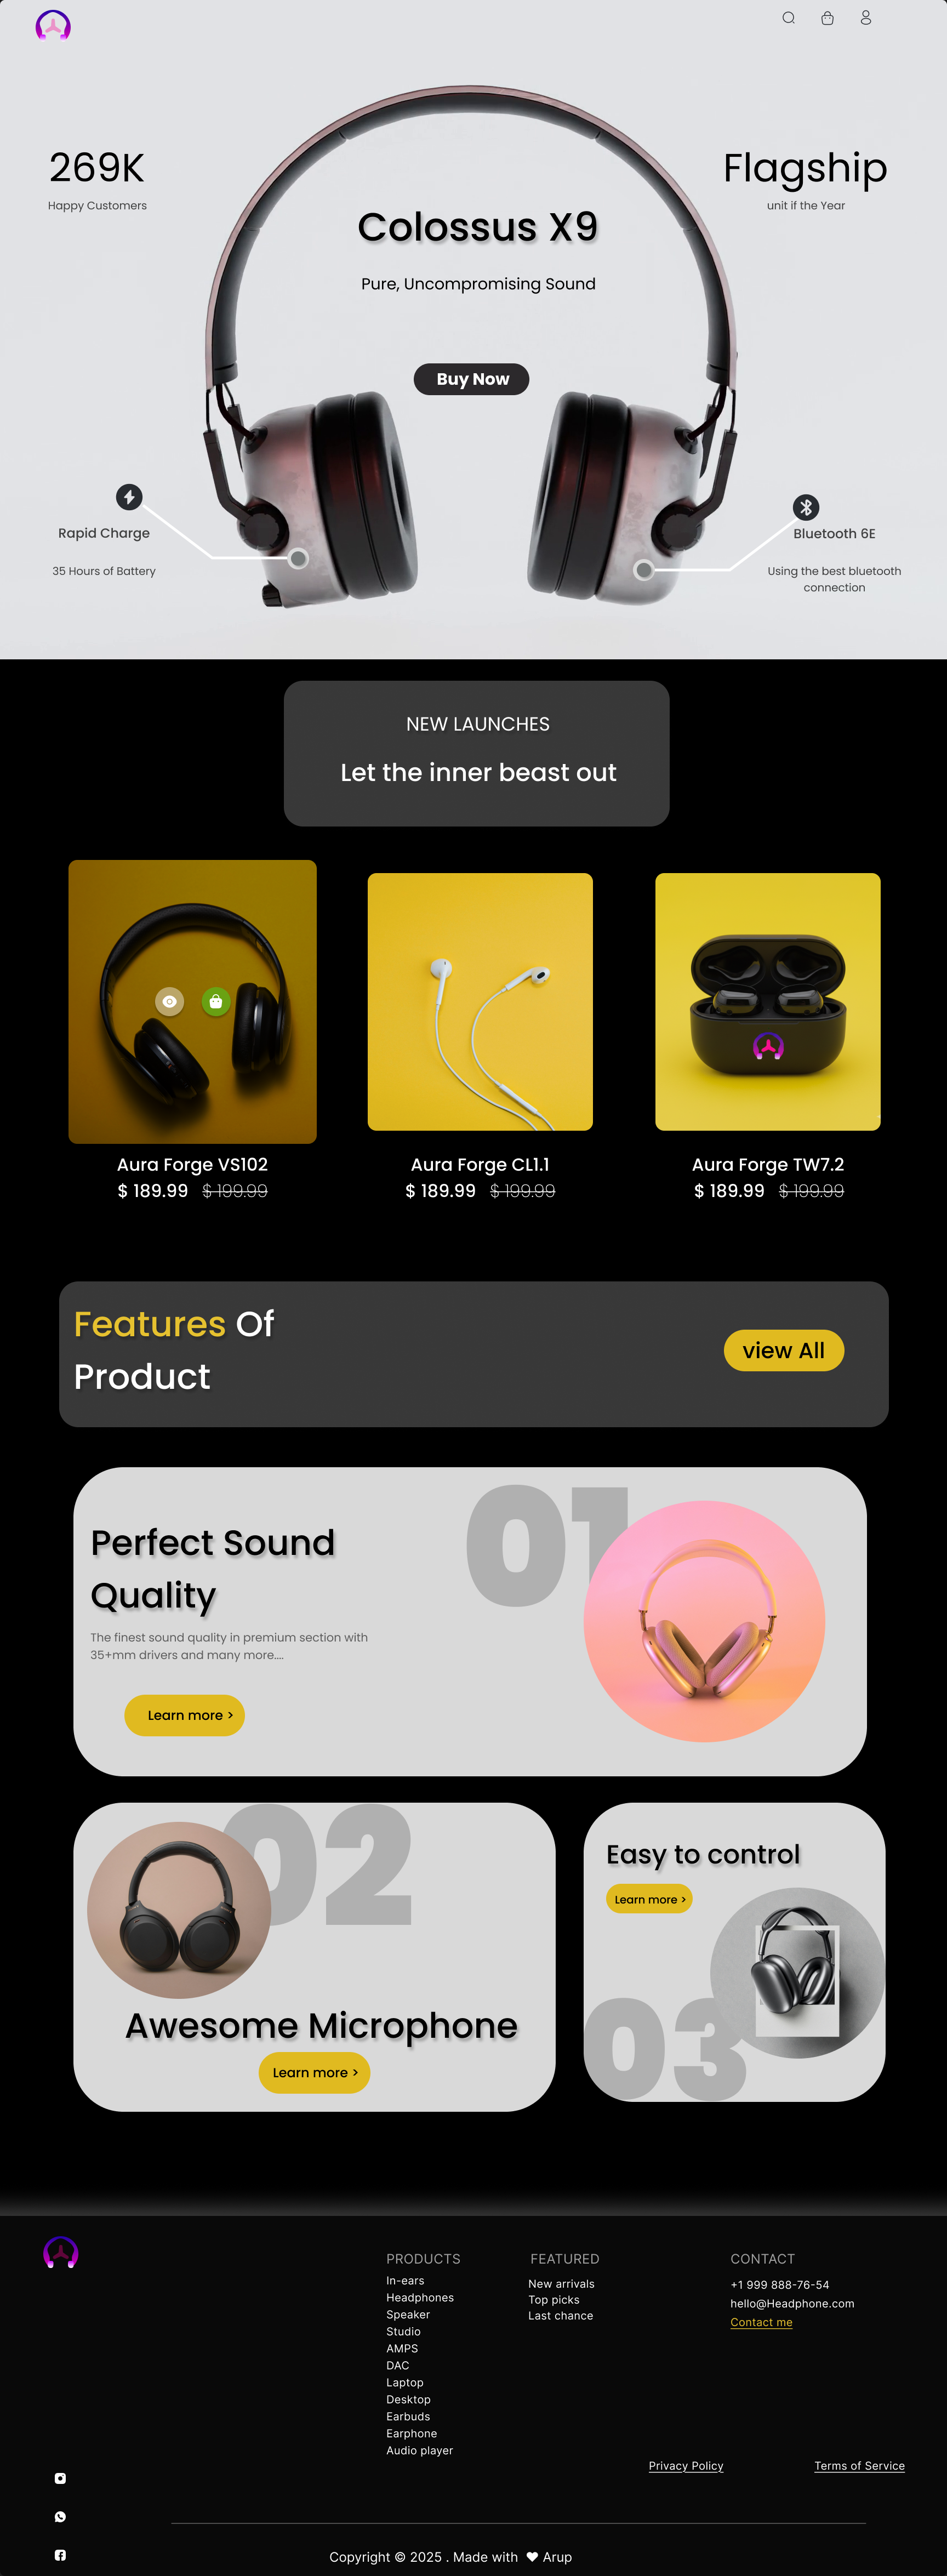 269K
Happy Customers
Flagship
unit if the Year
Colossus X9
Pure, Uncompromising Sound
Buy Now
Rapid Charge
35 Hours of Battery
Bluetooth 6E
Using the best bluetooth
connection
NEW LAUNCHES
Let the inner beast out
Aura Forge VS102
$ 189.99 $ 199.99
Aura Forge CL1.1
$ 189.99 $ 199.99
Aura Forge TW7.2
$ 189.99 $ 199.99
Features Of
Product
view All
01
Perfect Sound
Quality
The finest sound quality in premium section with
35+mm drivers and many more....
Learn more >
02
Awesome Microphone
Learn more >
Easy to control
Learn more >
03
PRODUCTS
In-ears
Headphones
Speaker
Studio
AMPS
DAC
Laptop
Desktop
Earbuds
Earphone
Audio player
FEATURED
New arrivals
Top picks
Last chance
CONTACT
+1 999 888-76-54
hello@Headphone.com
Contact me
Privacy Policy
Terms of Service
Copyright © 2025 . Made with ♥ Arup